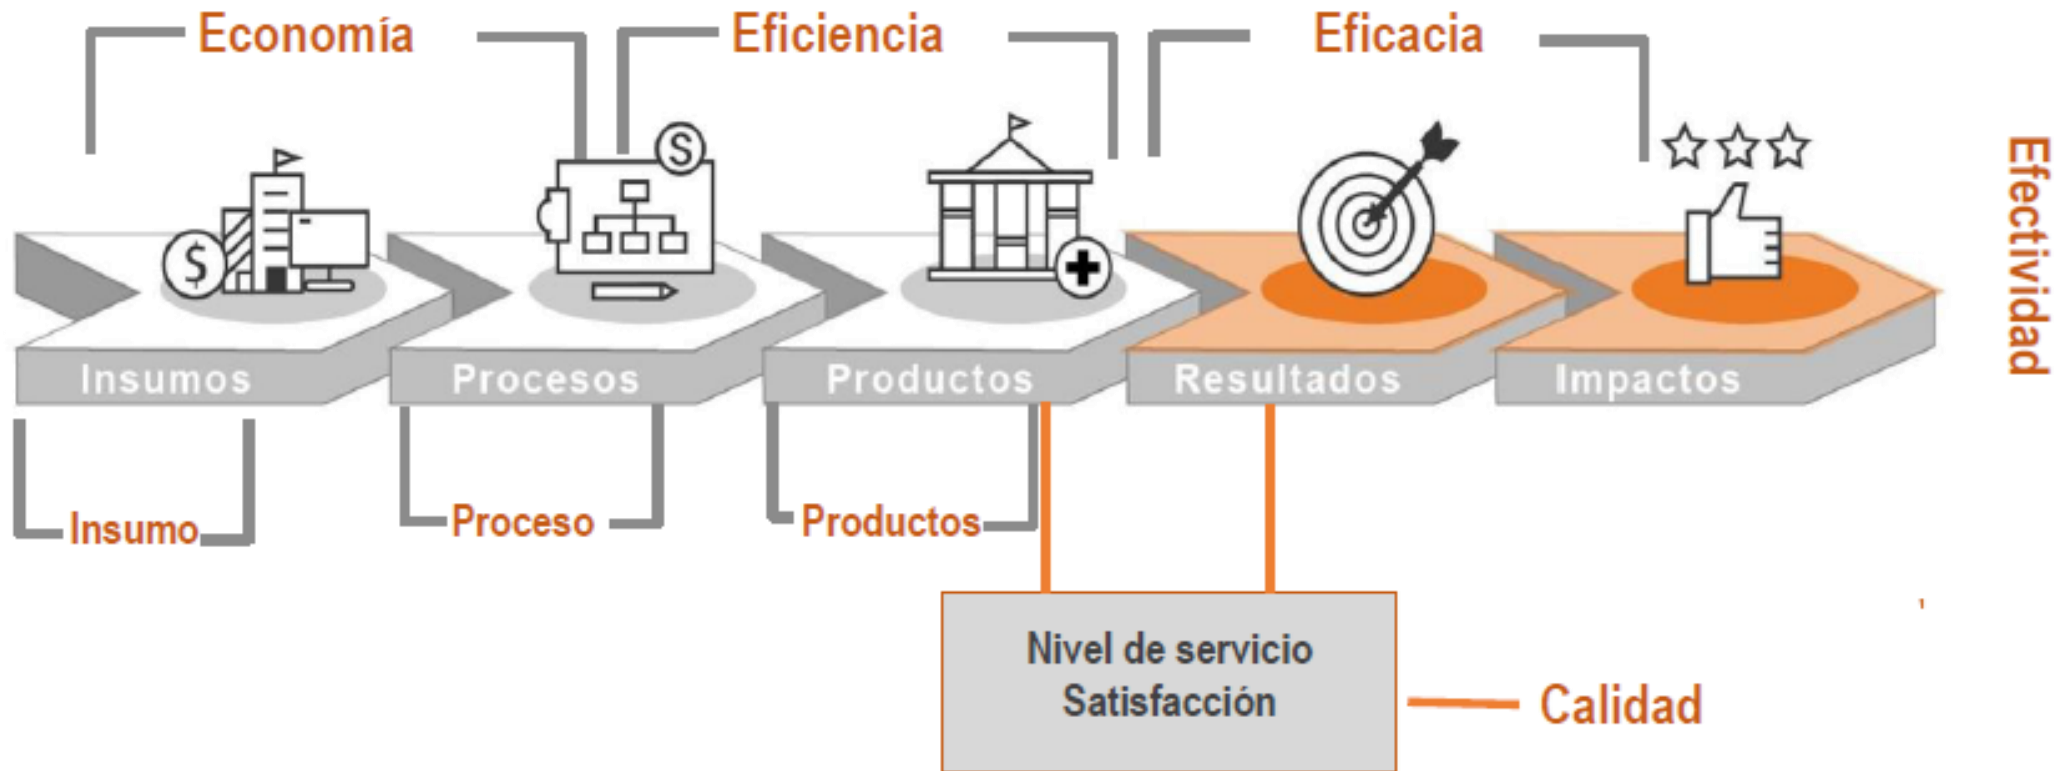 Economía
Eficiencia
Eficacia
Efectividad
$
S
Insumos
Procesos
Productos
Resultados
Impactos
Insumo
Proceso
Productos
Nivel de servicio
Satisfacción
Calidad